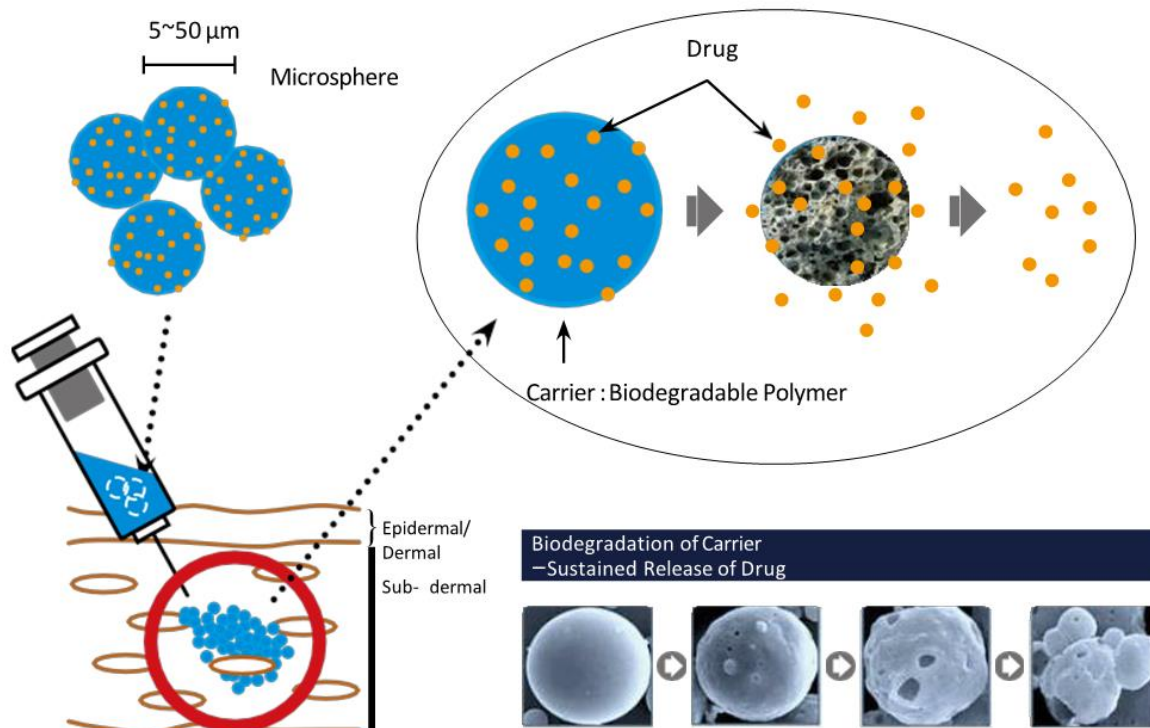 5~50 µm
Microsphere
Drug
Carrier : Biodegradable Polymer
Epidermal/
Dermal
Sub- dermal
Biodegradation of Carrier
–Sustained Release of Drug